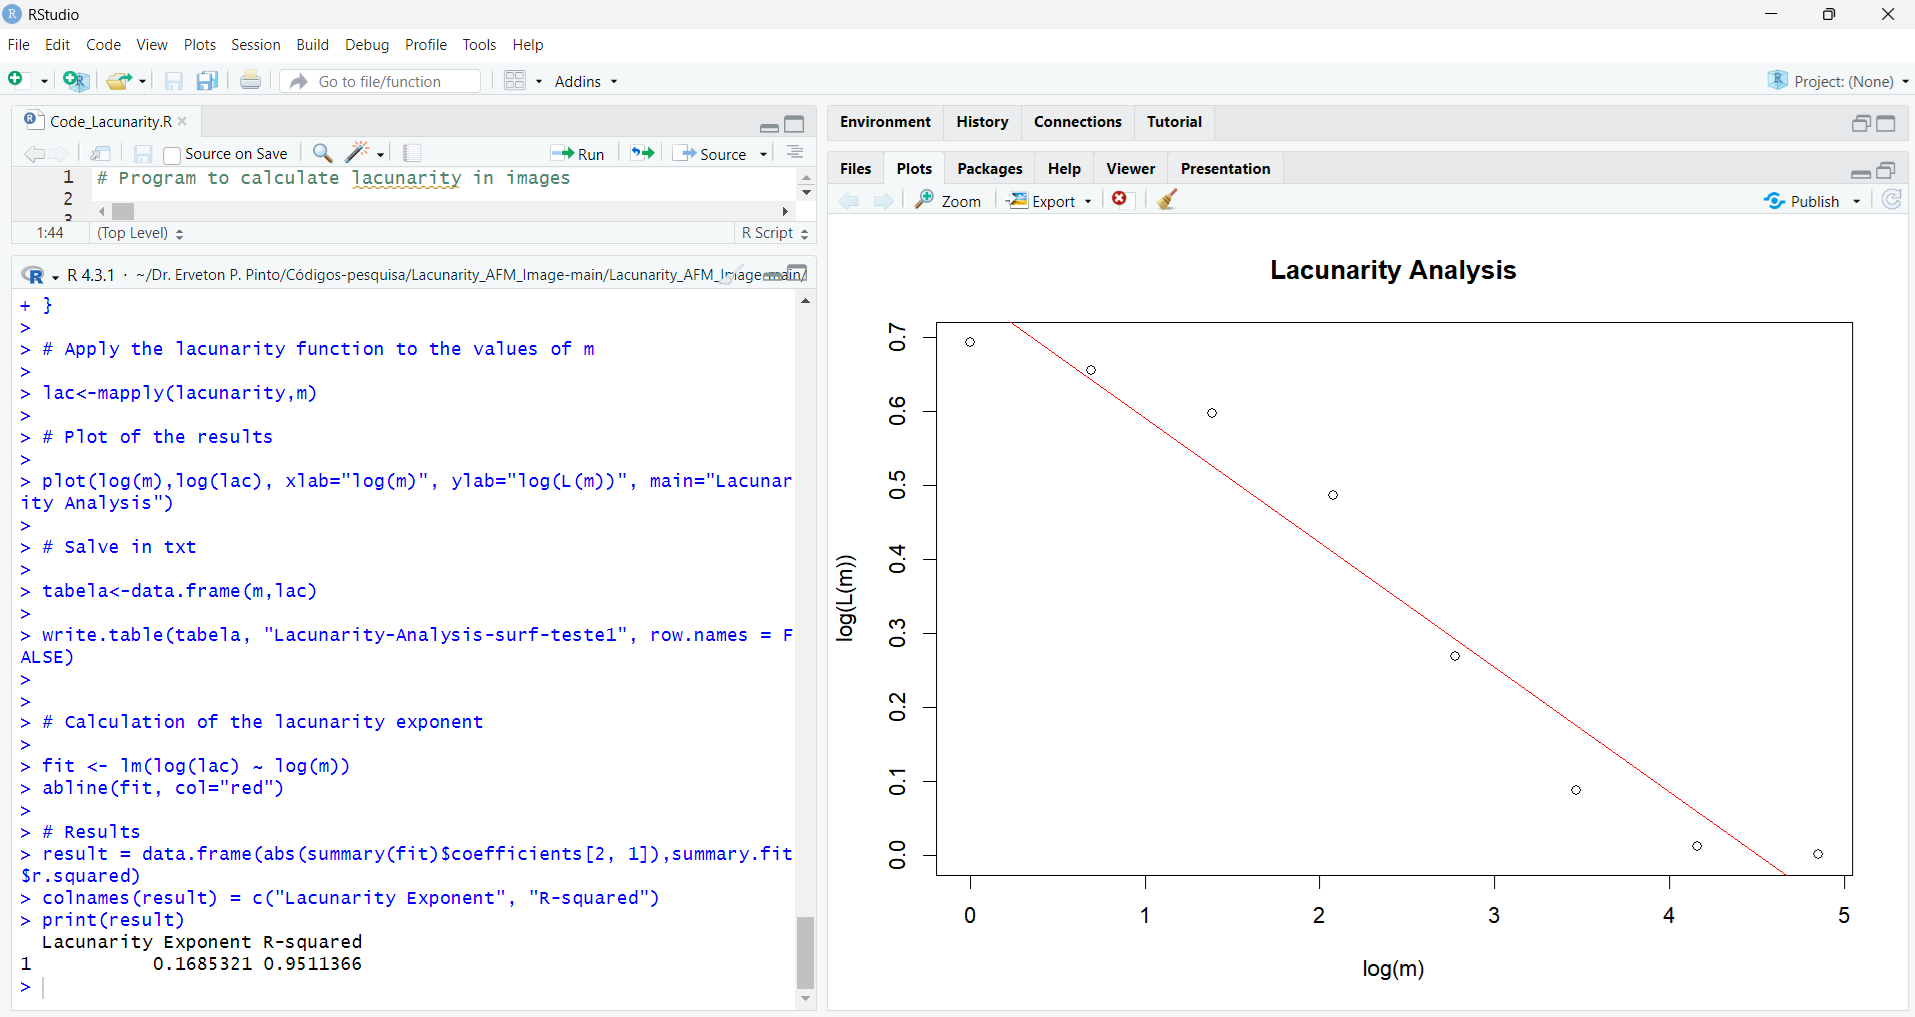 RStudio
File Edit Code View Plots Session Build Debug Profile Tools Help
Go to file/function Addins Project: (None)
Code_Lacunarity.R
Source on Save Run Source
1 # Program to calculate lacunarity in images
2
3
1:44 (Top Level) R Script
R 4.3.1 · ~/Dr. Erveton P. Pinto/Códigos-pesquisa/Lacunarity_AFM_Image-main/Lacunarity_AFM_Image-main/
+ }
>
> # Apply the lacunarity function to the values of m
>
> lac<-mapply(lacunarity,m)
>
> # Plot of the results
>
> plot(log(m),log(lac), xlab="log(m)", ylab="log(L(m))", main="Lacunar
ity Analysis")
>
> # Salve in txt
>
> tabela<-data.frame(m,lac)
>
> write.table(tabela, "Lacunarity-Analysis-surf-teste1", row.names = F
ALSE)
>
>
> # Calculation of the lacunarity exponent
>
> fit <- lm(log(lac) ~ log(m))
> abline(fit, col="red")
>
> # Results
> result = data.frame(abs(summary(fit)$coefficients[2, 1]),summary.fit
$r.squared)
> colnames(result) = c("Lacunarity Exponent", "R-squared")
> print(result)
Lacunarity Exponent R-squared
1 0.1685321 0.9511366
>
Environment History Connections Tutorial
Files Plots Packages Help Viewer Presentation
Zoom Export Publish
Lacunarity Analysis
0.7
0.6
0.5
0.4
0.3
0.2
0.1
0.0
log(L(m))
0 1 2 3 4 5
log(m)